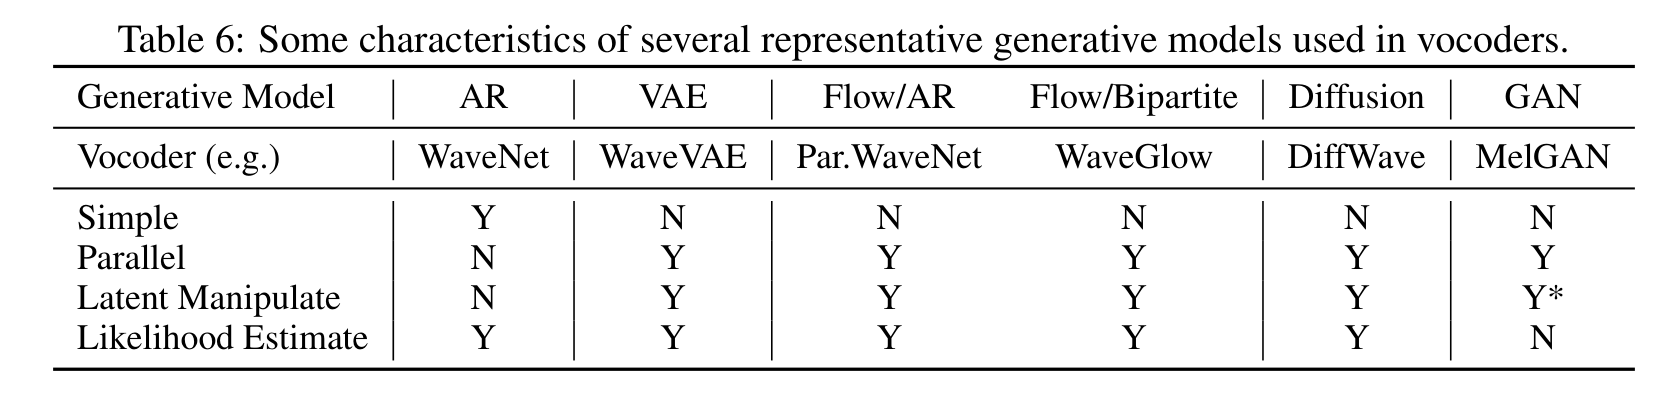 Table 6: Some characteristics of several representative generative models used in vocoders.
Generative Model AR VAE Flow/AR Flow/Bipartite Diffusion GAN
Vocoder (e.g.) WaveNet WaveVAE Par.WaveNet WaveGlow DiffWave MelGAN
Simple Y N N N N N
Parallel N Y Y Y Y Y
Latent Manipulate N Y Y Y Y Y*
Likelihood Estimate Y Y Y Y Y N